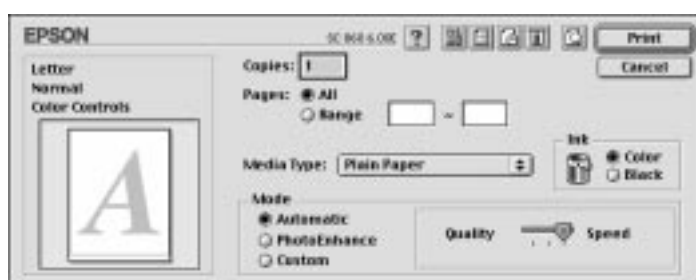 EPSON
SC 860 6.08E
?
Print
Letter
Normal
Color Controls
Copies: 1
Cancel
Pages: All
Range ~
Ink
Color
Black
Media Type: Plain Paper
Mode
Automatic
PhotoEnhance
Custom
Quality Speed
A